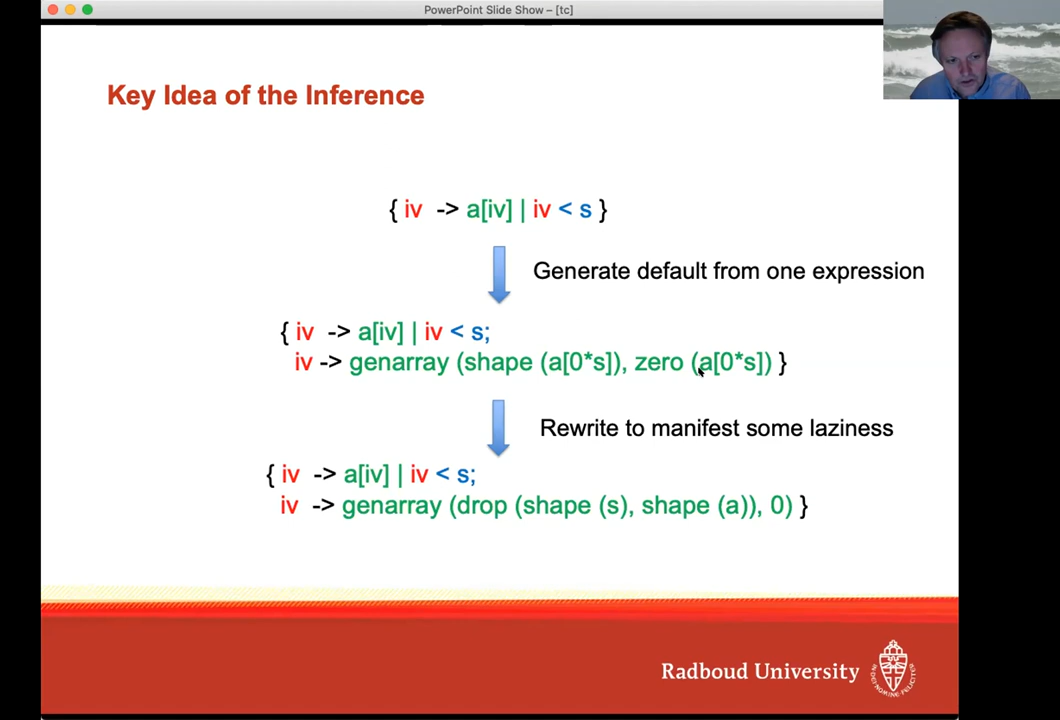 PowerPoint Slide Show – [tc]
Key Idea of the Inference
{ iv -> a[iv] | iv < s }
Generate default from one expression
{ iv -> a[iv] | iv < s;
iv -> genarray (shape (a[0*s]), zero (a[0*s]) }
Rewrite to manifest some laziness
{ iv -> a[iv] | iv < s;
iv -> genarray (drop (shape (s), shape (a)), 0) }
Radboud University